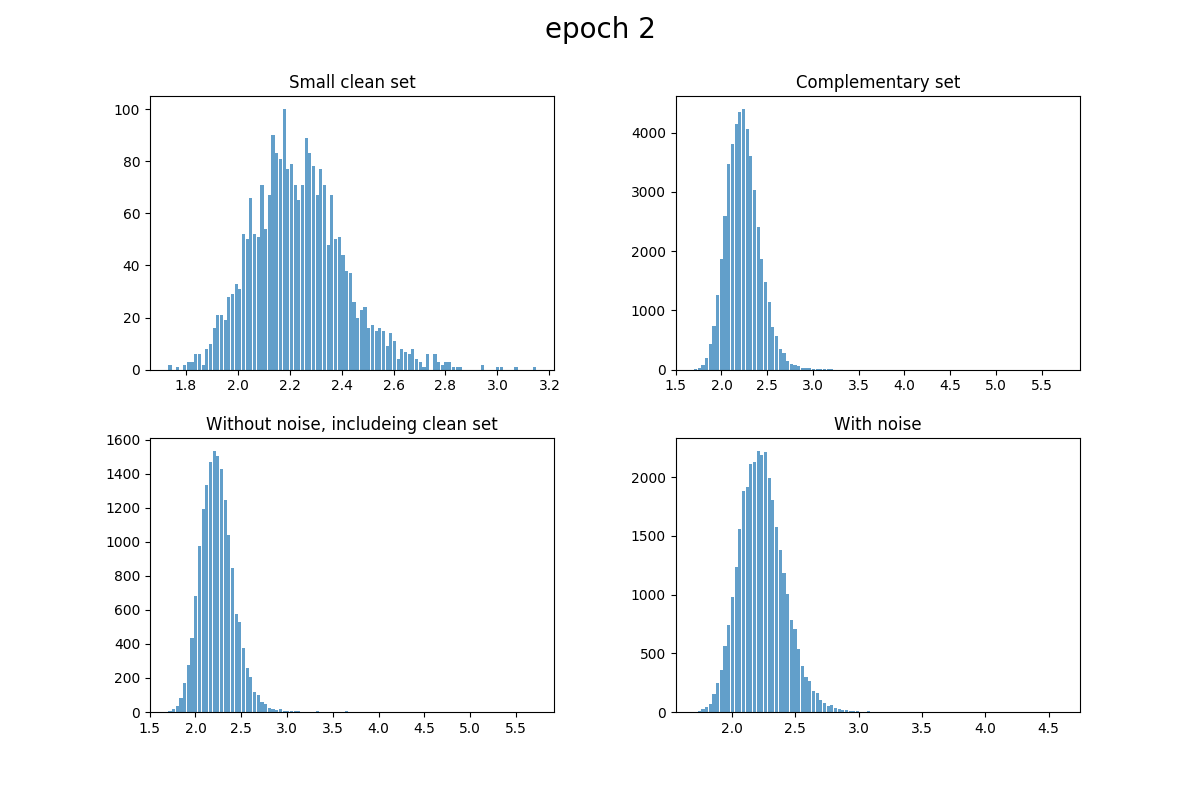 epoch 2
Small clean set
100
80
60
40
20
0
1.8 2.0 2.2 2.4 2.6 2.8 3.0 3.2
Complementary set
4000
3000
2000
1000
0
1.5 2.0 2.5 3.0 3.5 4.0 4.5 5.0 5.5
Without noise, includeing clean set
1600
1400
1200
1000
800
600
400
200
0
1.5 2.0 2.5 3.0 3.5 4.0 4.5 5.0 5.5
With noise
2000
1500
1000
500
0
2.0 2.5 3.0 3.5 4.0 4.5